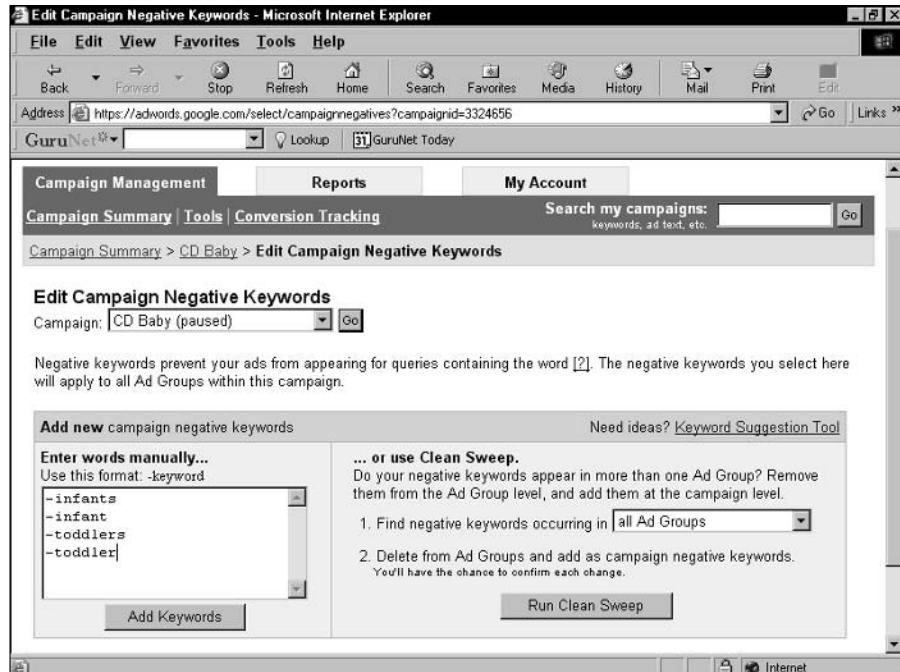 Edit Campaign Negative Keywords - Microsoft Internet Explorer
File Edit View Favorites Tools Help
Back Forward Stop Refresh Home Search Favorites Media History Mail Print Edit
Address https://adwords.google.com/select/campaignnegatives?campaignid=3324656 Go Links »
GuruNet Lookup 31 GuruNet Today
Campaign Management Reports My Account
Campaign Summary | Tools | Conversion Tracking Search my campaigns: Go
keywords, ad text, etc.
Campaign Summary > CD Baby > Edit Campaign Negative Keywords
Edit Campaign Negative Keywords
Campaign: CD Baby (paused) Go
Negative keywords prevent your ads from appearing for queries containing the word [?]. The negative keywords you select here
will apply to all Ad Groups within this campaign.
Add new campaign negative keywords Need ideas? Keyword Suggestion Tool
Enter words manually...
Use this format: -keyword
-infants
-infant
-toddlers
-toddler
Add Keywords
... or use Clean Sweep.
Do your negative keywords appear in more than one Ad Group? Remove
them from the Ad Group level, and add them at the campaign level.
1. Find negative keywords occurring in all Ad Groups
2. Delete from Ad Groups and add as campaign negative keywords.
You'll have the chance to confirm each change.
Run Clean Sweep
Internet